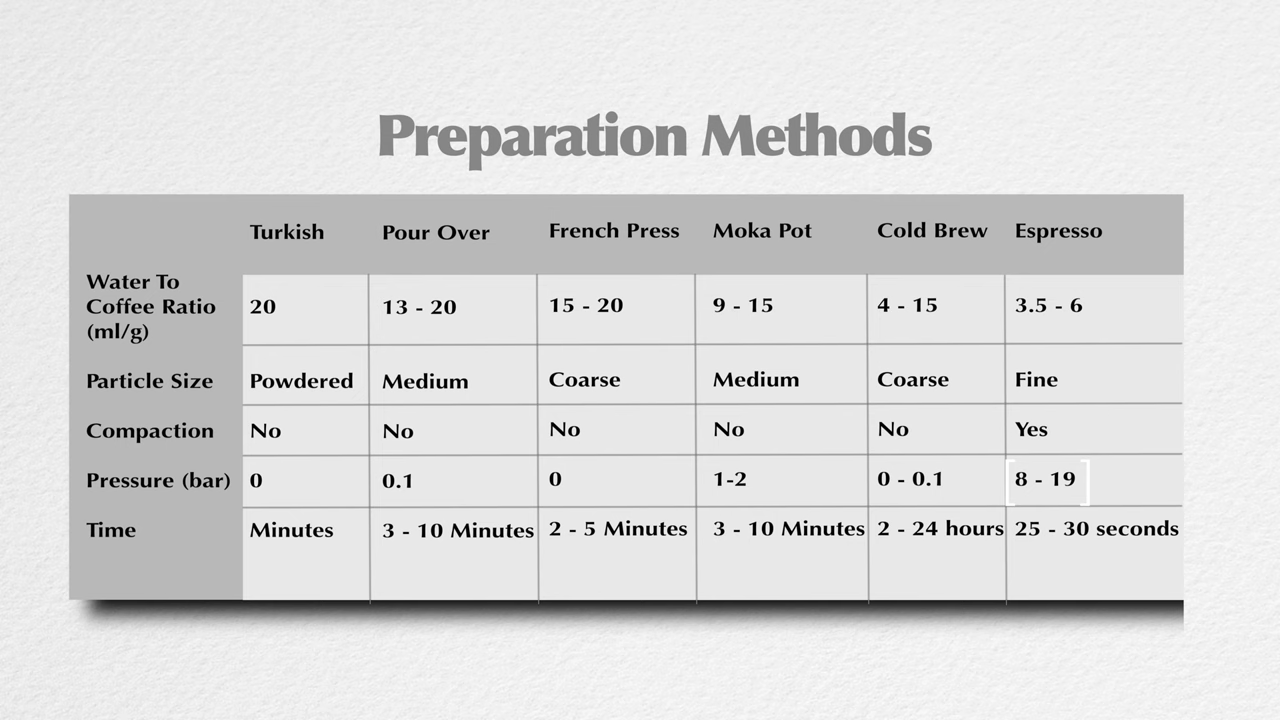 Preparation Methods
Turkish Pour Over French Press Moka Pot Cold Brew Espresso
Water To
Coffee Ratio
(ml/g)
20 13 - 20 15 - 20 9 - 15 4 - 15 3.5 - 6
Particle Size Powdered Medium Coarse Medium Coarse Fine
Compaction No No No No No Yes
Pressure (bar) 0 0.1 0 1-2 0 - 0.1 8 - 19
Time Minutes 3 - 10 Minutes 2 - 5 Minutes 3 - 10 Minutes 2 - 24 hours 25 - 30 seconds